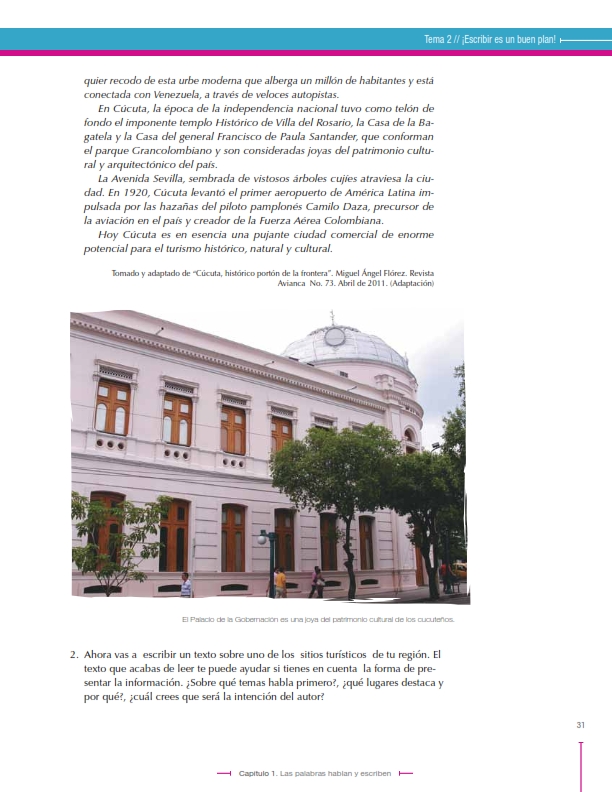 Tema 2 // ¡Escribir es un buen plan!
quier recodo de esta urbe moderna que alberga un millón de habitantes y está
conectada con Venezuela, a través de veloces autopistas.
En Cúcuta, la época de la independencia nacional tuvo como telón de
fondo el imponente templo Histórico de Villa del Rosario, la Casa de la Ba-
gatela y la Casa del general Francisco de Paula Santander, que conforman
el parque Grancolombiano y son consideradas joyas del patrimonio cultu-
ral y arquitectónico del país.
La Avenida Sevilla, sembrada de vistosos árboles cujíes atraviesa la ciu-
dad. En 1920, Cúcuta levantó el primer aeropuerto de América Latina im-
pulsada por las hazañas del piloto pamplonés Camilo Daza, precursor de
la aviación en el país y creador de la Fuerza Aérea Colombiana.
Hoy Cúcuta es en esencia una pujante ciudad comercial de enorme
potencial para el turismo histórico, natural y cultural.
Tomado y adaptado de “Cúcuta, histórico portón de la frontera”. Miguel Ángel Flórez. Revista
Avianca No. 73. Abril de 2011. (Adaptación)
El Palacio de la Gobernación es una joya del patrimonio cultural de los cucuteños.
2. Ahora vas a escribir un texto sobre uno de los sitios turísticos de tu región. El
texto que acabas de leer te puede ayudar si tienes en cuenta la forma de pre-
sentar la información. ¿Sobre qué temas habla primero?, ¿qué lugares destaca y
por qué?, ¿cuál crees que será la intención del autor?
31
Capítulo 1. Las palabras hablan y escriben